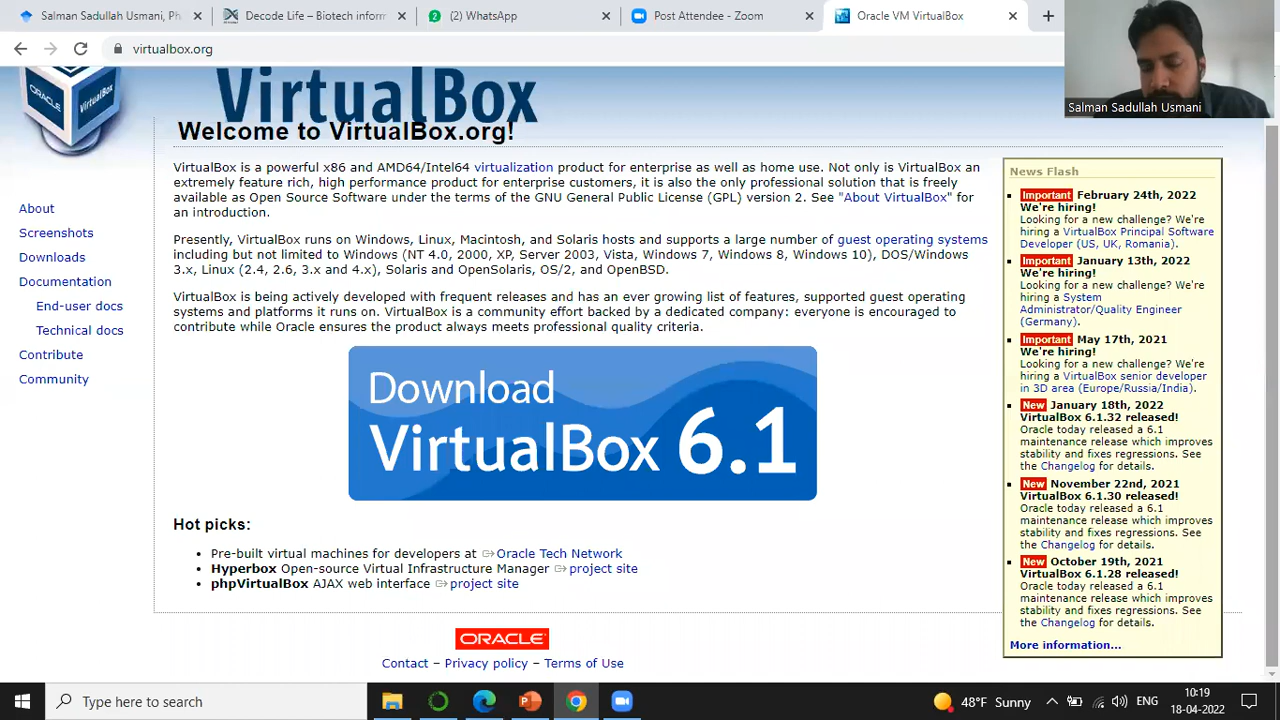 Salman Sadullah Usmani, Ph
Decode Life – Biotech inform
(2) WhatsApp
Post Attendee - Zoom
Oracle VM VirtualBox
virtualbox.org
Salman Sadullah Usmani
ORACLE
VirtualBox
VirtualBox
Welcome to VirtualBox.org!
VirtualBox is a powerful x86 and AMD64/Intel64 virtualization product for enterprise as well as home use. Not only is VirtualBox an
extremely feature rich, high performance product for enterprise customers, it is also the only professional solution that is freely
available as Open Source Software under the terms of the GNU General Public License (GPL) version 2. See "About VirtualBox" for
an introduction.
Presently, VirtualBox runs on Windows, Linux, Macintosh, and Solaris hosts and supports a large number of guest operating systems
including but not limited to Windows (NT 4.0, 2000, XP, Server 2003, Vista, Windows 7, Windows 8, Windows 10), DOS/Windows
3.x, Linux (2.4, 2.6, 3.x and 4.x), Solaris and OpenSolaris, OS/2, and OpenBSD.
VirtualBox is being actively developed with frequent releases and has an ever growing list of features, supported guest operating
systems and platforms it runs on. VirtualBox is a community effort backed by a dedicated company: everyone is encouraged to
contribute while Oracle ensures the product always meets professional quality criteria.
About
Screenshots
Downloads
Documentation
End-user docs
Technical docs
Contribute
Community
Download
VirtualBox 6.1
Hot picks:
Pre-built virtual machines for developers at Oracle Tech Network
Hyperbox Open-source Virtual Infrastructure Manager project site
phpVirtualBox AJAX web interface project site
News Flash
Important February 24th, 2022
We're hiring!
Looking for a new challenge? We're
hiring a VirtualBox Principal Software
Developer (US, UK, Romania).
Important January 13th, 2022
We're hiring!
Looking for a new challenge? We're
hiring a System
Administrator/Quality Engineer
(Germany).
Important May 17th, 2021
We're hiring!
Looking for a new challenge? We're
hiring a VirtualBox senior developer
in 3D area (Europe/Russia/India).
New January 18th, 2022
VirtualBox 6.1.32 released!
Oracle today released a 6.1
maintenance release which improves
stability and fixes regressions. See
the Changelog for details.
New November 22nd, 2021
VirtualBox 6.1.30 released!
Oracle today released a 6.1
maintenance release which improves
stability and fixes regressions. See
the Changelog for details.
New October 19th, 2021
VirtualBox 6.1.28 released!
Oracle today released a 6.1
maintenance release which improves
stability and fixes regressions. See
the Changelog for details.
More information...
ORACLE
Contact – Privacy policy – Terms of Use
Type here to search
48°F Sunny
ENG
10:19
18-04-2022